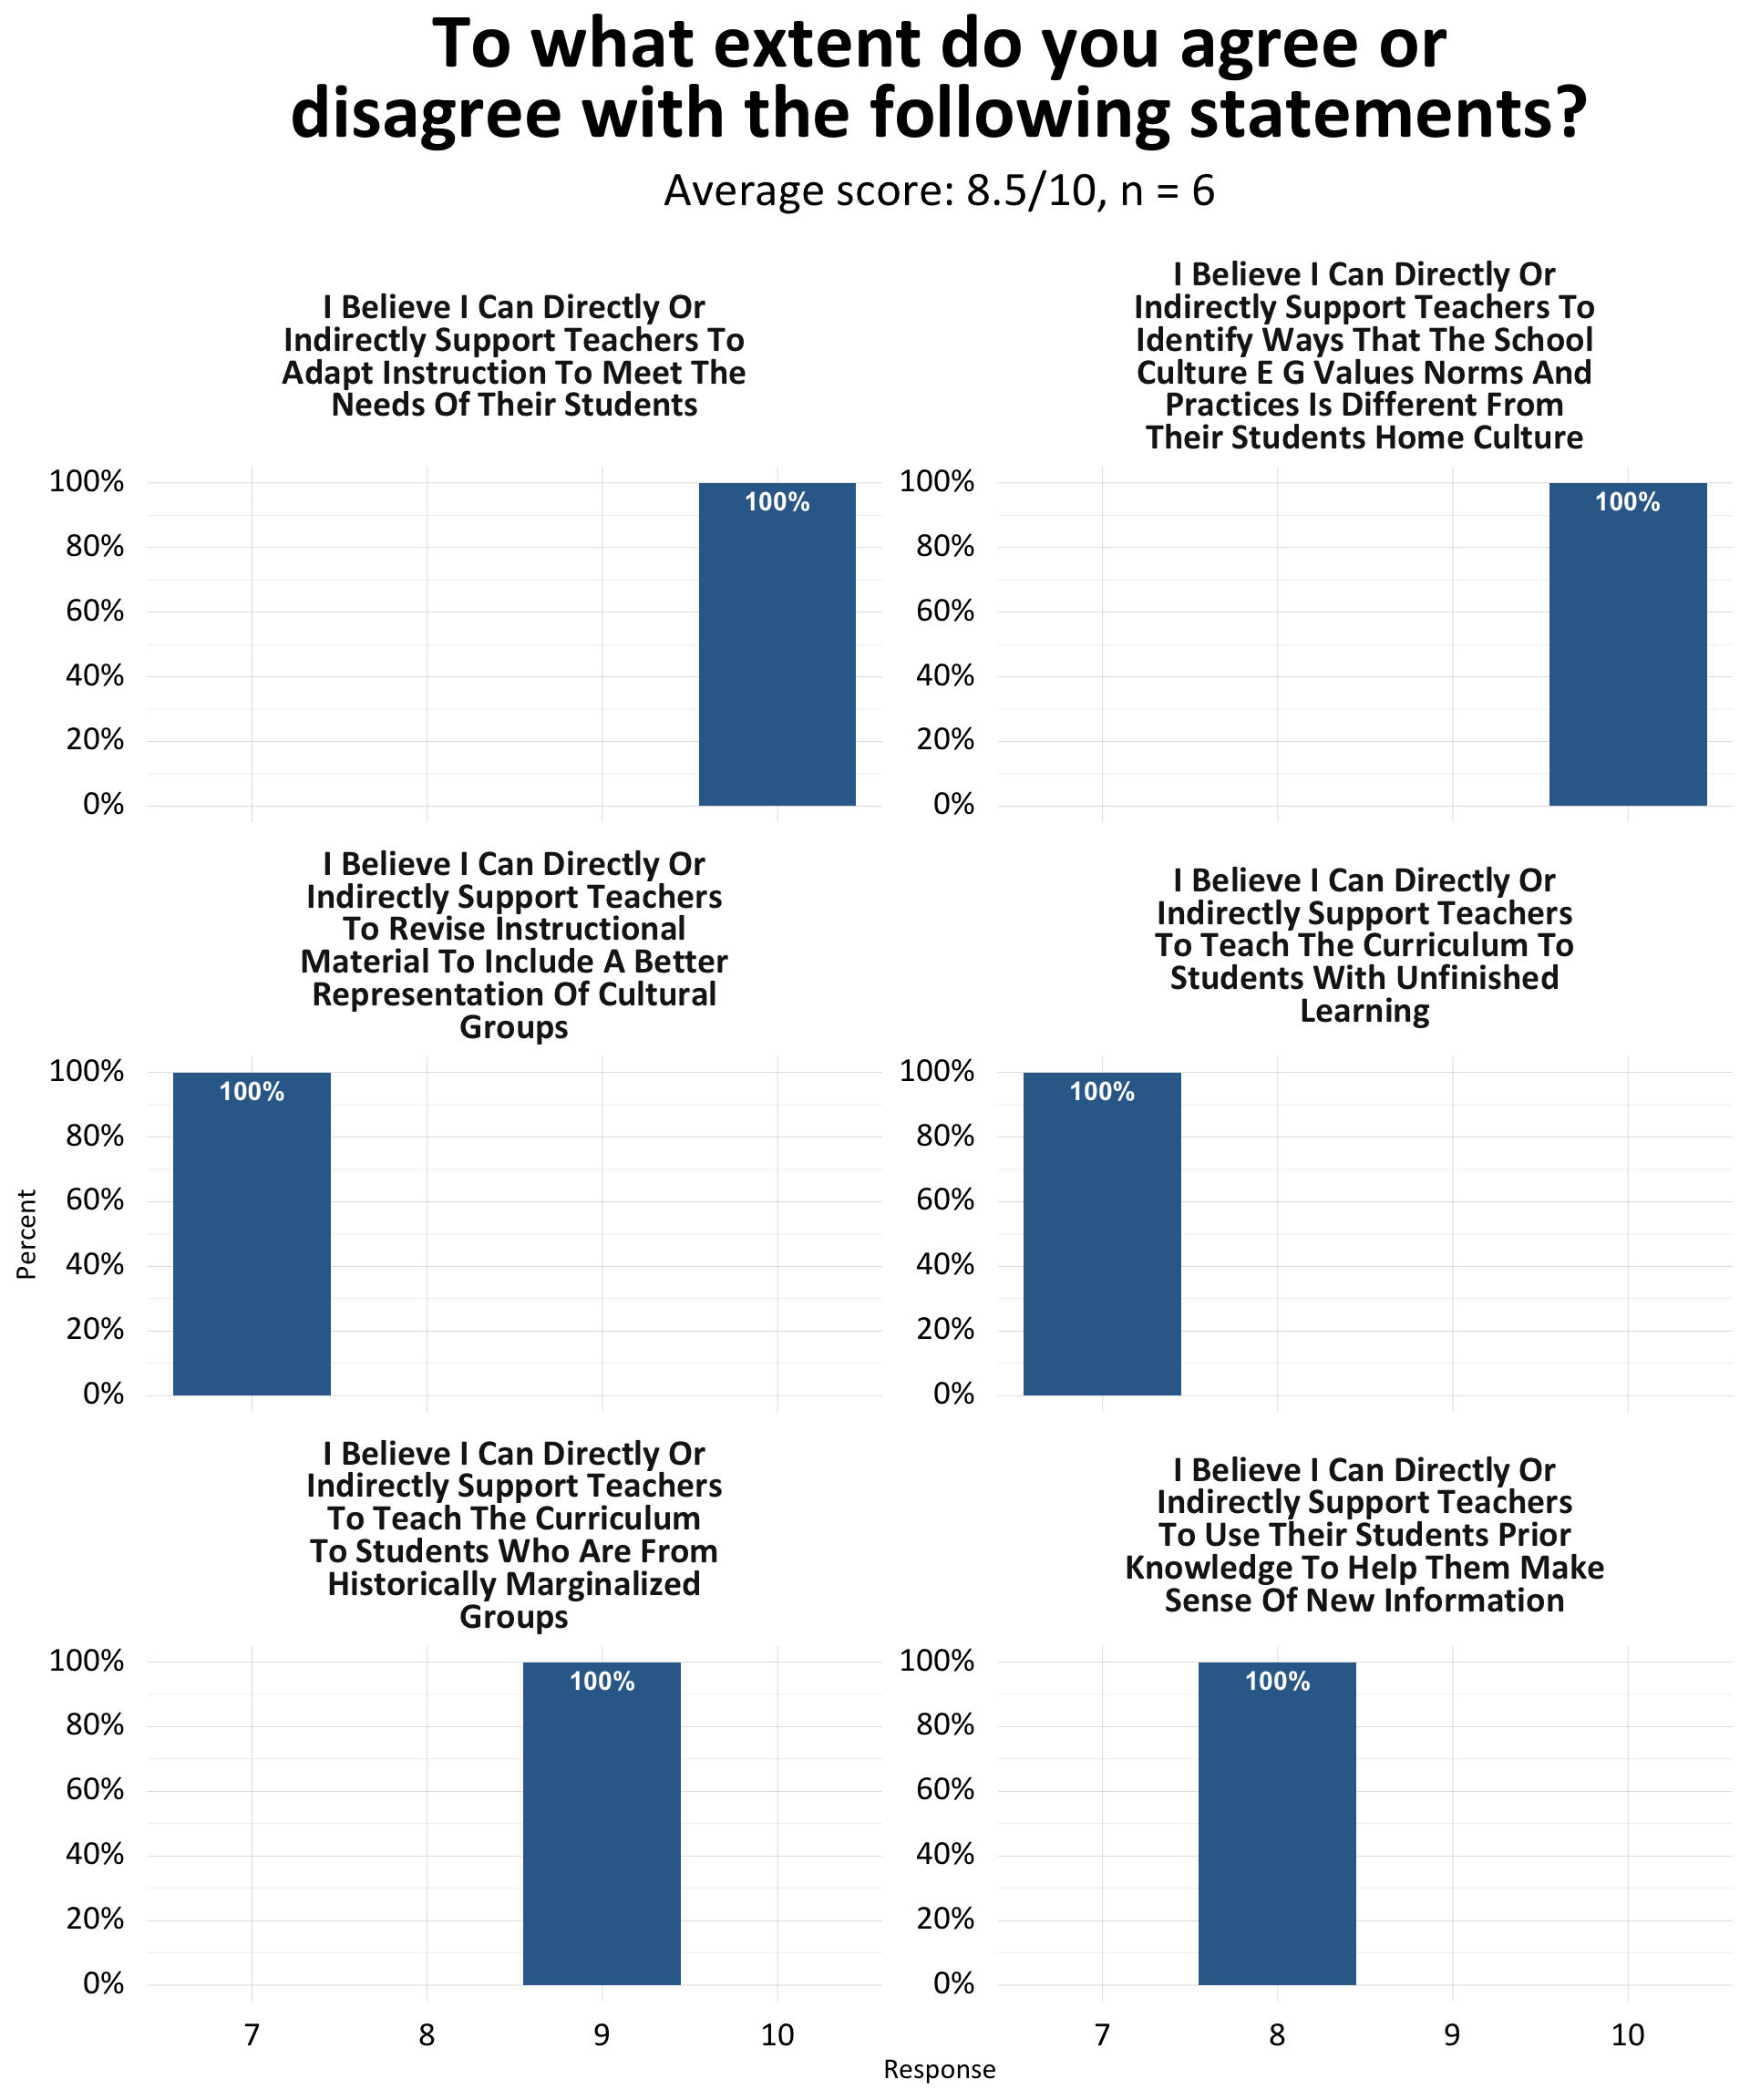 To what extent do you agree or
disagree with the following statements?
Average score: 8.5/10, n = 6
I Believe I Can Directly Or
Indirectly Support Teachers To
Adapt Instruction To Meet The
Needs Of Their Students
100%
80%
60%
40%
20%
0%
100%
I Believe I Can Directly Or
Indirectly Support Teachers To
Identify Ways That The School
Culture E G Values Norms And
Practices Is Different From
Their Students Home Culture
100%
80%
60%
40%
20%
0%
100%
I Believe I Can Directly Or
Indirectly Support Teachers
To Revise Instructional
Material To Include A Better
Representation Of Cultural
Groups
100%
80%
60%
40%
20%
0%
100%
I Believe I Can Directly Or
Indirectly Support Teachers
To Teach The Curriculum To
Students With Unfinished
Learning
100%
80%
60%
40%
20%
0%
100%
Percent
I Believe I Can Directly Or
Indirectly Support Teachers
To Teach The Curriculum
To Students Who Are From
Historically Marginalized
Groups
100%
80%
60%
40%
20%
0%
100%
7 8 9 10
I Believe I Can Directly Or
Indirectly Support Teachers
To Use Their Students Prior
Knowledge To Help Them Make
Sense Of New Information
100%
80%
60%
40%
20%
0%
100%
7 8 9 10
Response